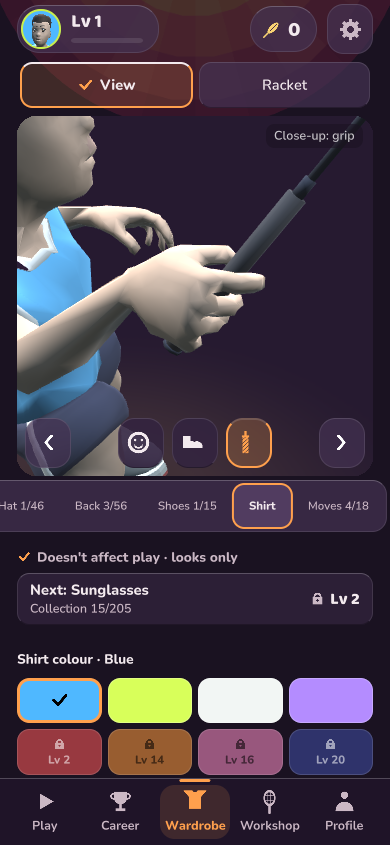 Lv 1
0
View
Racket
Close-up: grip
Hat 1/46
Back 3/56
Shoes 1/15
Shirt
Moves 4/18
Doesn't affect play · looks only
Next: Sunglasses
Collection 15/205
Lv 2
Shirt colour · Blue
Lv 2
Lv 14
Lv 16
Lv 20
Play
Career
Wardrobe
Workshop
Profile